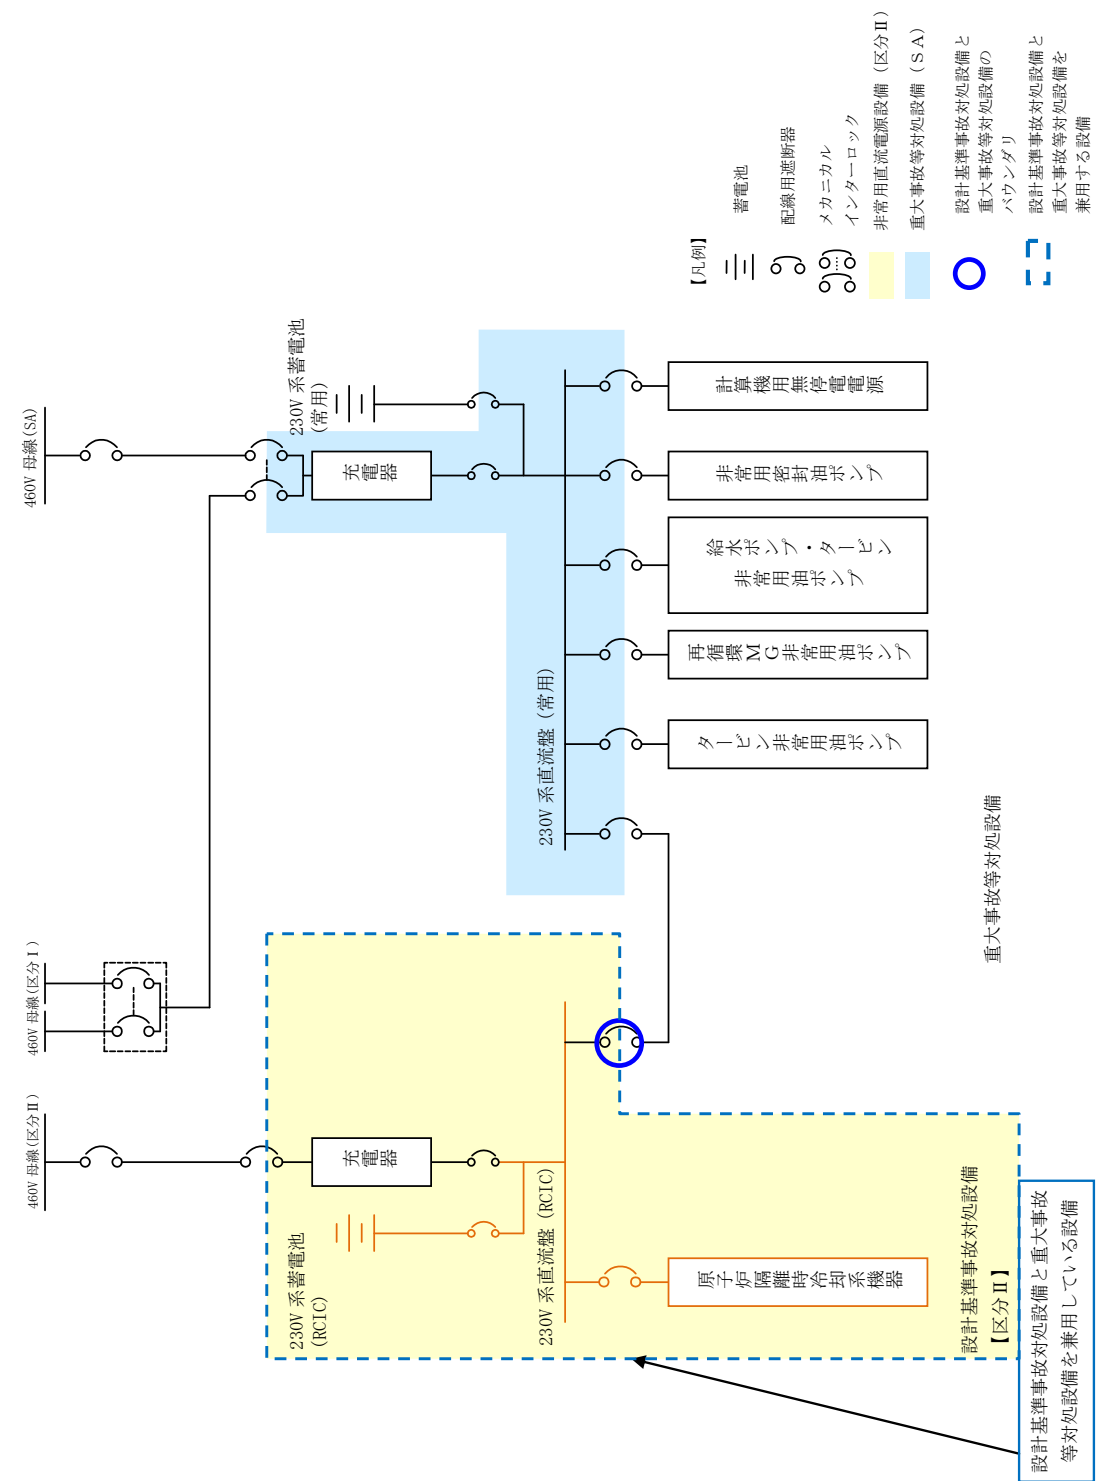 460V 母線(区分Ⅱ)
460V 母線(区分Ⅰ)
460V 母線(SA)
230V 系蓄電池
(RCIC)
充電器
230V 系蓄電池
(常用)
充電器
230V 系直流盤 (RCIC)
230V 系直流盤 (常用)
原子炉隔離時冷却系機器
タービン非常用油ポンプ
再循環MG非常用油ポンプ
給水ポンプ・タービン
非常用油ポンプ
非常用密封油ポンプ
計算機用無停電電源
設計基準事故対処設備
【区分Ⅱ】
重大事故等対処設備
設計基準事故対処設備と重大事故
等対処設備を兼用している設備
【凡例】
蓄電池
配線用遮断器
メカニカル
インターロック
非常用直流電源設備(区分Ⅱ)
重大事故等対処設備(SA)
設計基準事故対処設備と
重大事故等対処設備の
バウンダリ
設計基準事故対処設備と
重大事故等対処設備を
兼用する設備